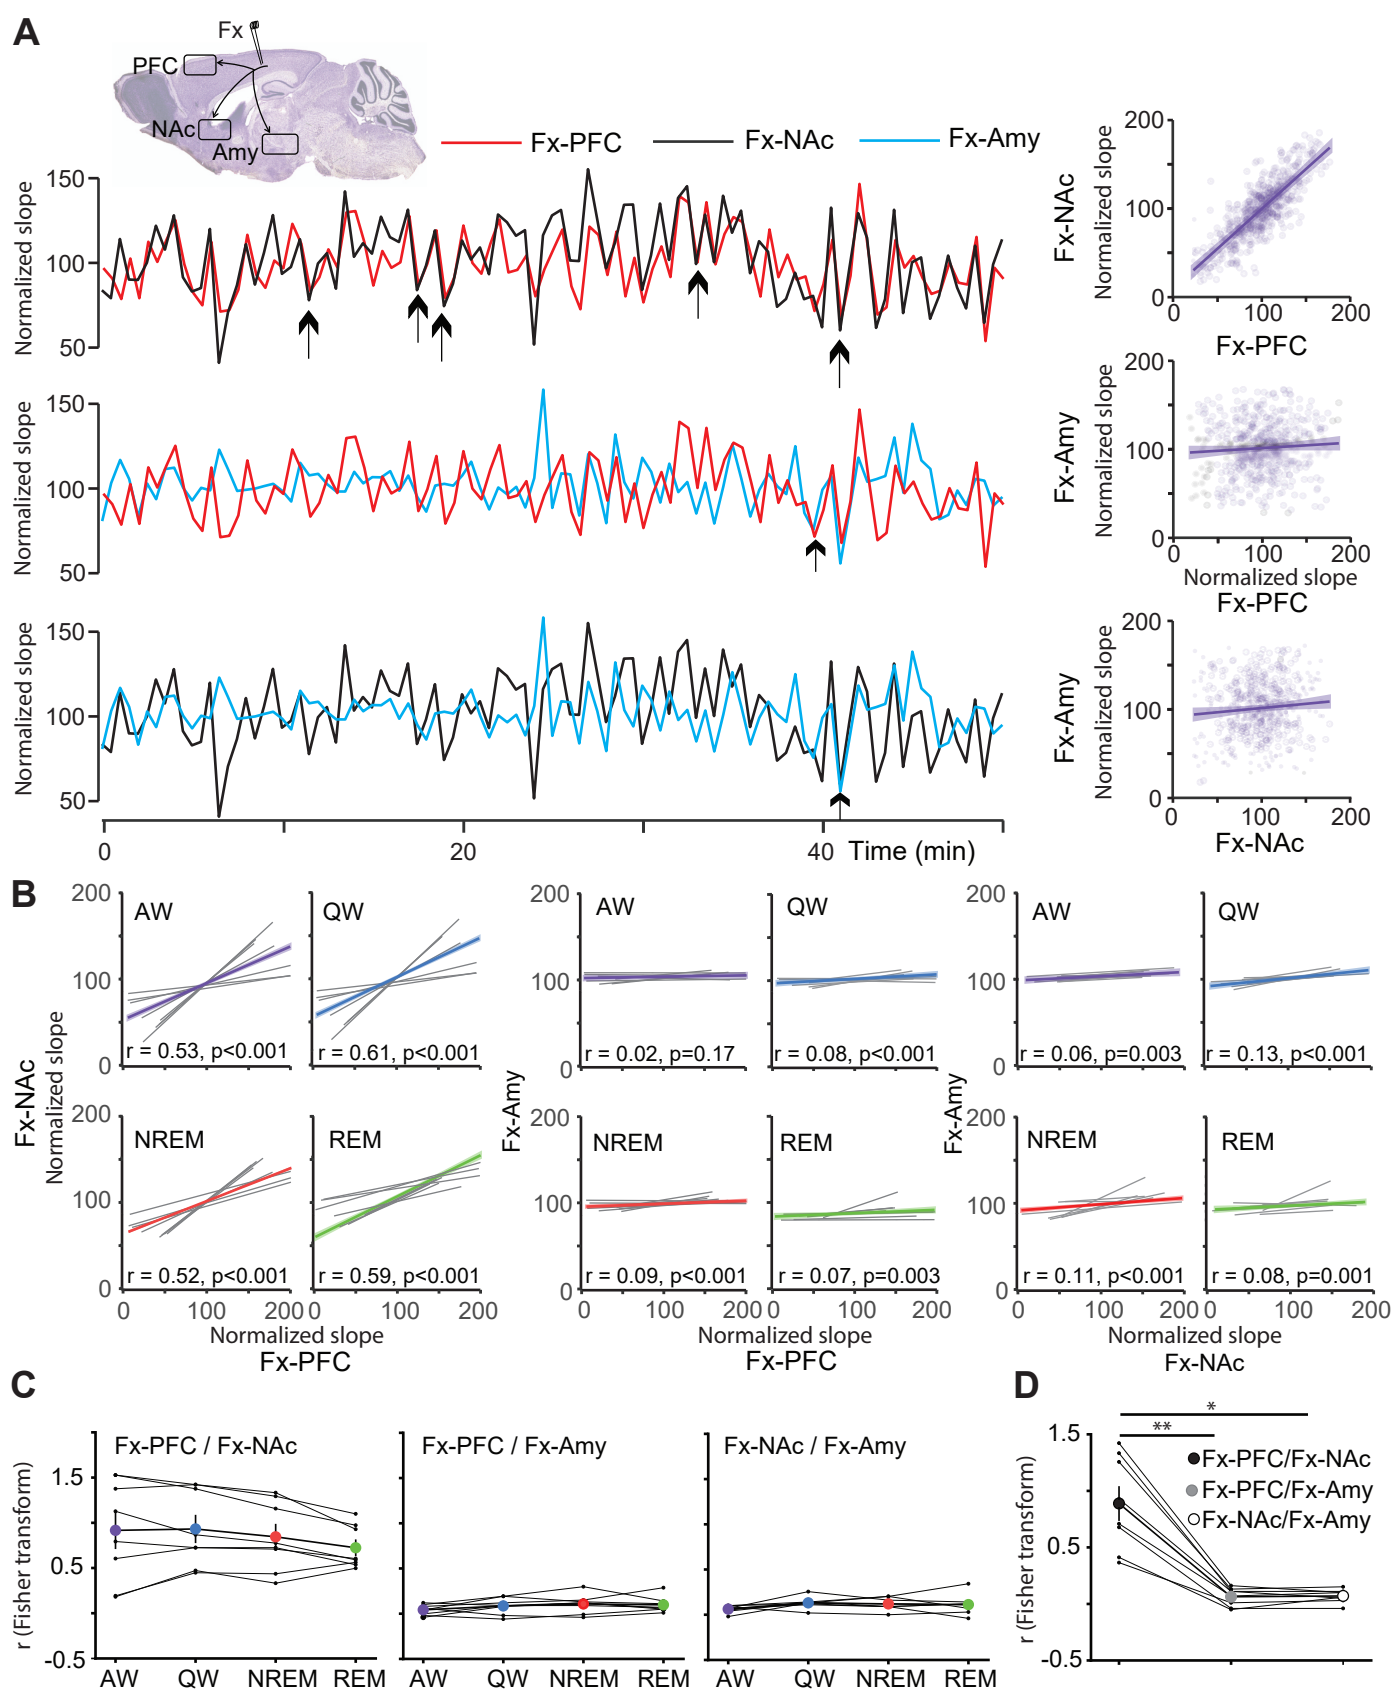 A
Fx
PFC
NAc
Amy
Fx-PFC
Fx-NAc
Fx-Amy
Normalized slope
150
100
50
Normalized slope
150
100
50
Normalized slope
150
100
50
0
20
40
Time (min)
Fx-NAc
Normalized slope
200
100
0
0
100
200
Fx-PFC
Fx-Amy
Normalized slope
200
100
0
0
100
200
Normalized slope
Fx-PFC
Fx-Amy
Normalized slope
200
100
0
0
100
200
Fx-NAc
B
Fx-NAc
Normalized slope
200
100
0
AW
r = 0.53, p<0.001
QW
r = 0.61, p<0.001
200
100
0
NREM
r = 0.52, p<0.001
REM
r = 0.59, p<0.001
0
100
200
0
100
200
Normalized slope
Fx-PFC
Fx-Amy
200
100
0
AW
r = 0.02, p=0.17
QW
r = 0.08, p<0.001
200
100
0
NREM
r = 0.09, p<0.001
REM
r = 0.07, p=0.003
0
100
200
0
100
200
Normalized slope
Fx-PFC
Fx-Amy
200
100
0
AW
r = 0.06, p=0.003
QW
r = 0.13, p<0.001
200
100
0
NREM
r = 0.11, p<0.001
REM
r = 0.08, p=0.001
0
100
200
0
100
200
Normalized slope
Fx-NAc
C
r (Fisher transform)
1.5
0.5
-0.5
Fx-PFC / Fx-NAc
AW QW NREM REM
Fx-PFC / Fx-Amy
AW QW NREM REM
Fx-NAc / Fx-Amy
AW QW NREM REM
D
r (Fisher transform)
1.5
0.5
-0.5
*
**
Fx-PFC/Fx-NAc
Fx-PFC/Fx-Amy
Fx-NAc/Fx-Amy